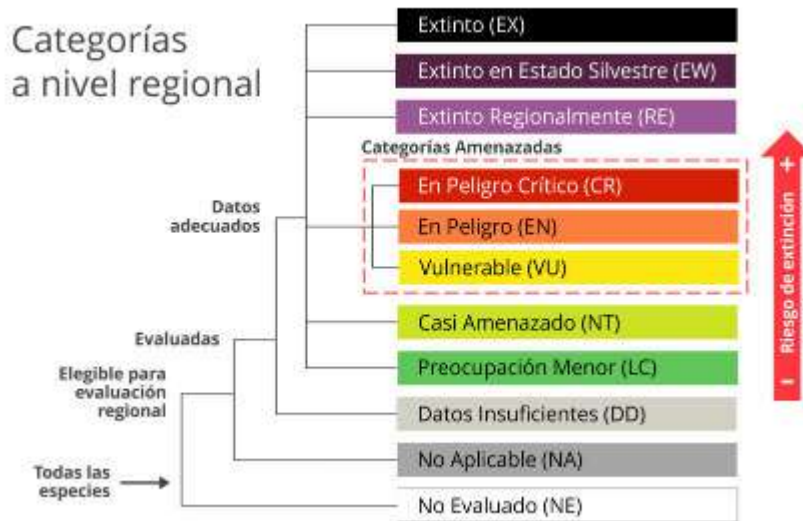 Categorías
a nivel regional
Extinto (EX)
Extinto en Estado Silvestre (EW)
Extinto Regionalmente (RE)
Categorías Amenazadas
En Peligro Crítico (CR)
En Peligro (EN)
Vulnerable (VU)
Casi Amenazado (NT)
Preocupación Menor (LC)
Datos Insuficientes (DD)
No Aplicable (NA)
No Evaluado (NE)
Datos
adecuados
Evaluadas
Elegible para
evaluación
regional
Todas las
especies
- Riesgo de extinción +